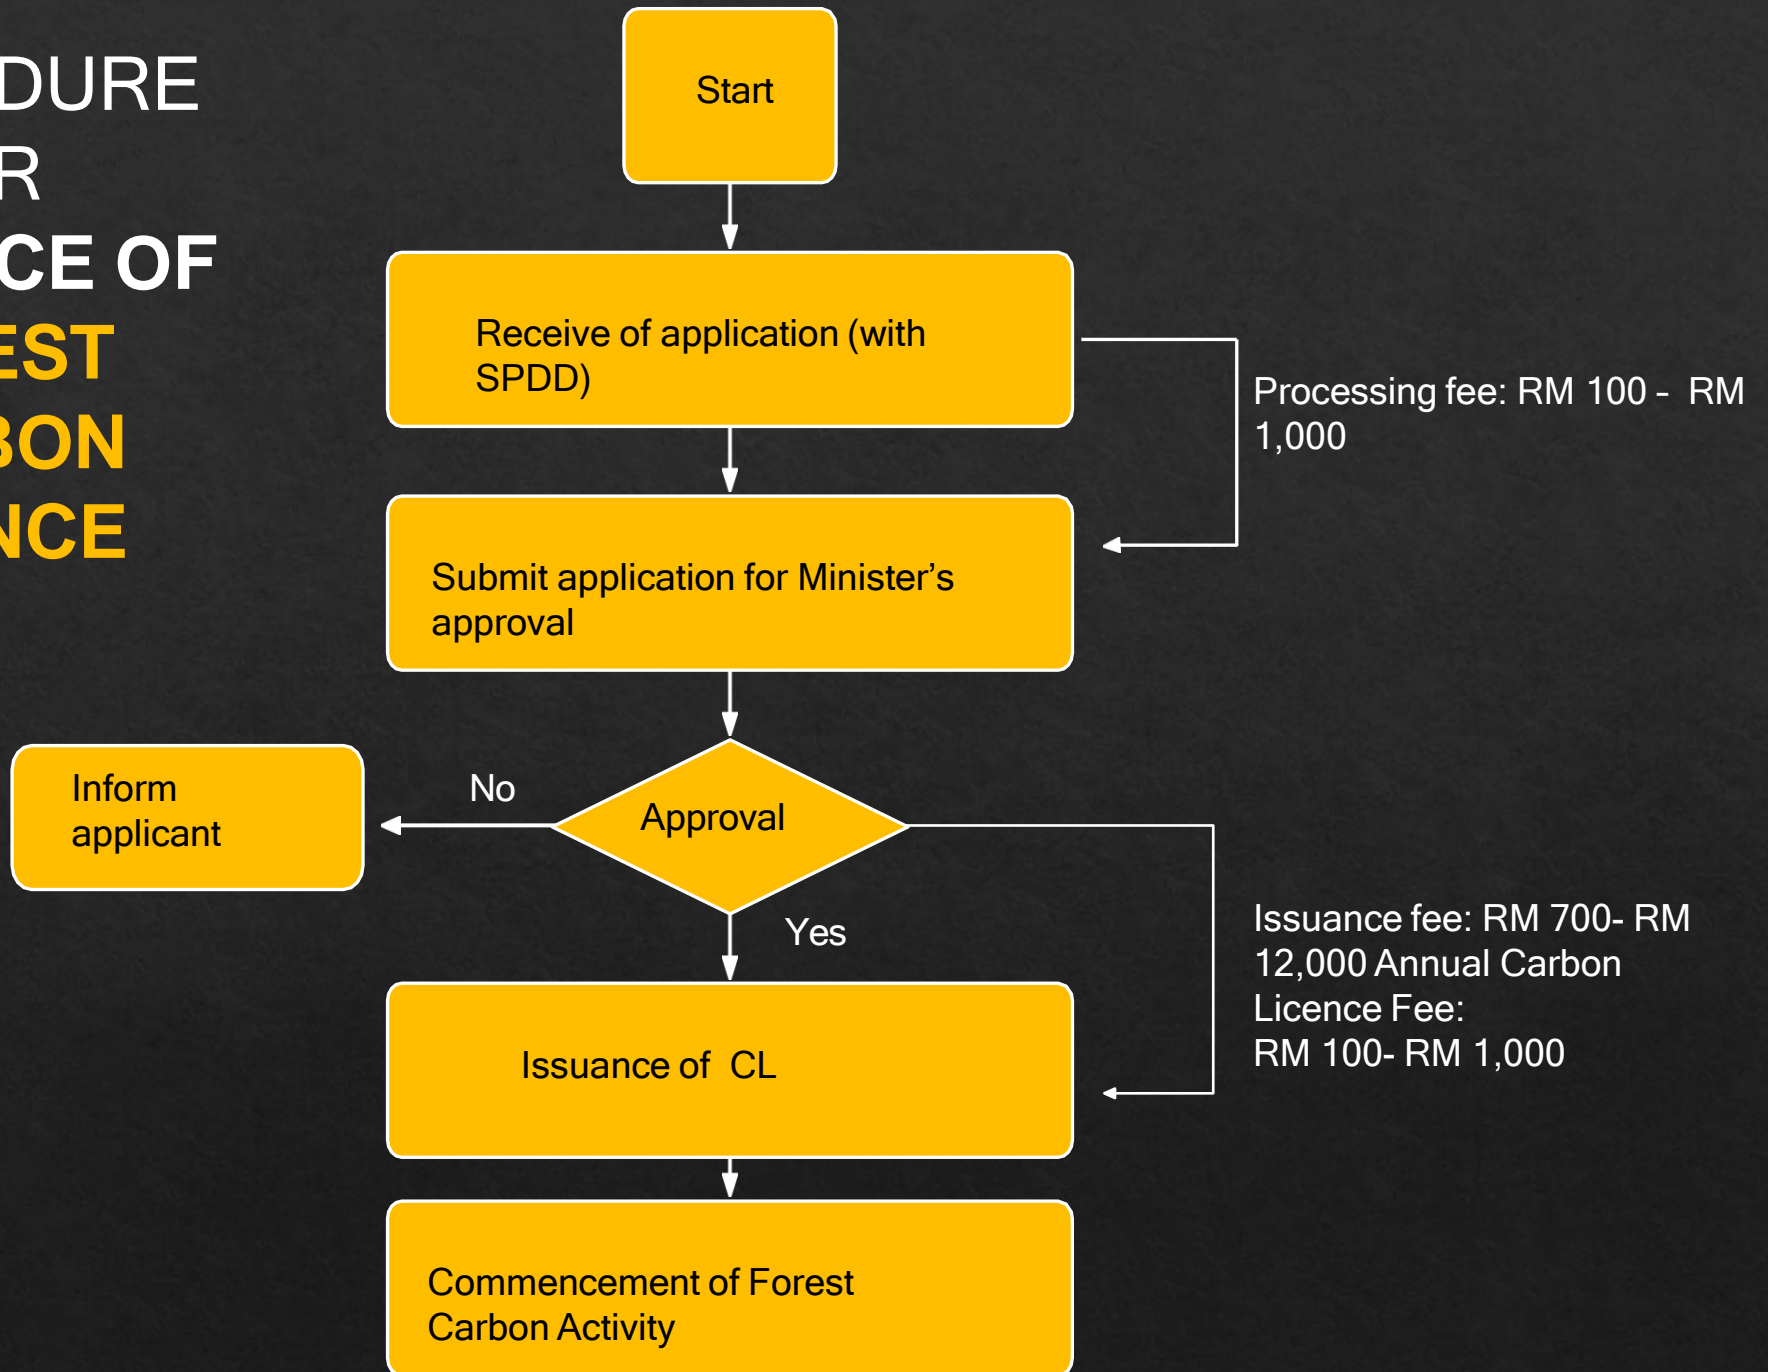 DURE
R
CE OF
EST
BON
NCE
Start
Receive of application (with
SPDD)
Processing fee: RM 100 – RM
1,000
Submit application for Minister’s
approval
Inform
applicant
No
Approval
Yes
Issuance fee: RM 700- RM
12,000 Annual Carbon
Licence Fee:
RM 100- RM 1,000
Issuance of CL
Commencement of Forest
Carbon Activity